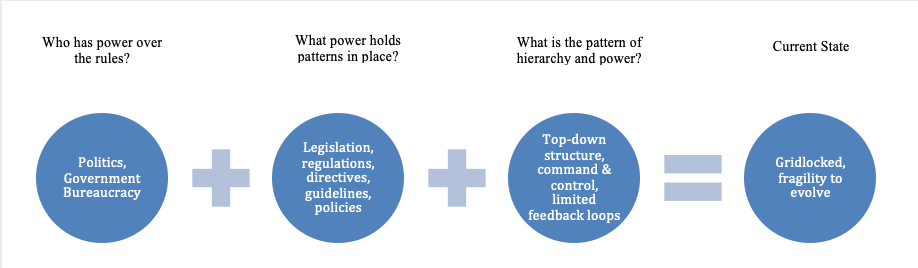 Who has power over
the rules?
What power holds
patterns in place?
What is the pattern of
hierarchy and power?
Current State
Politics,
Government
Bureaucracy
Legislation,
regulations,
directives,
guidelines,
policies
Top-down
structure,
command &
control,
limited
feedback loops
Gridlocked,
fragility to
evolve